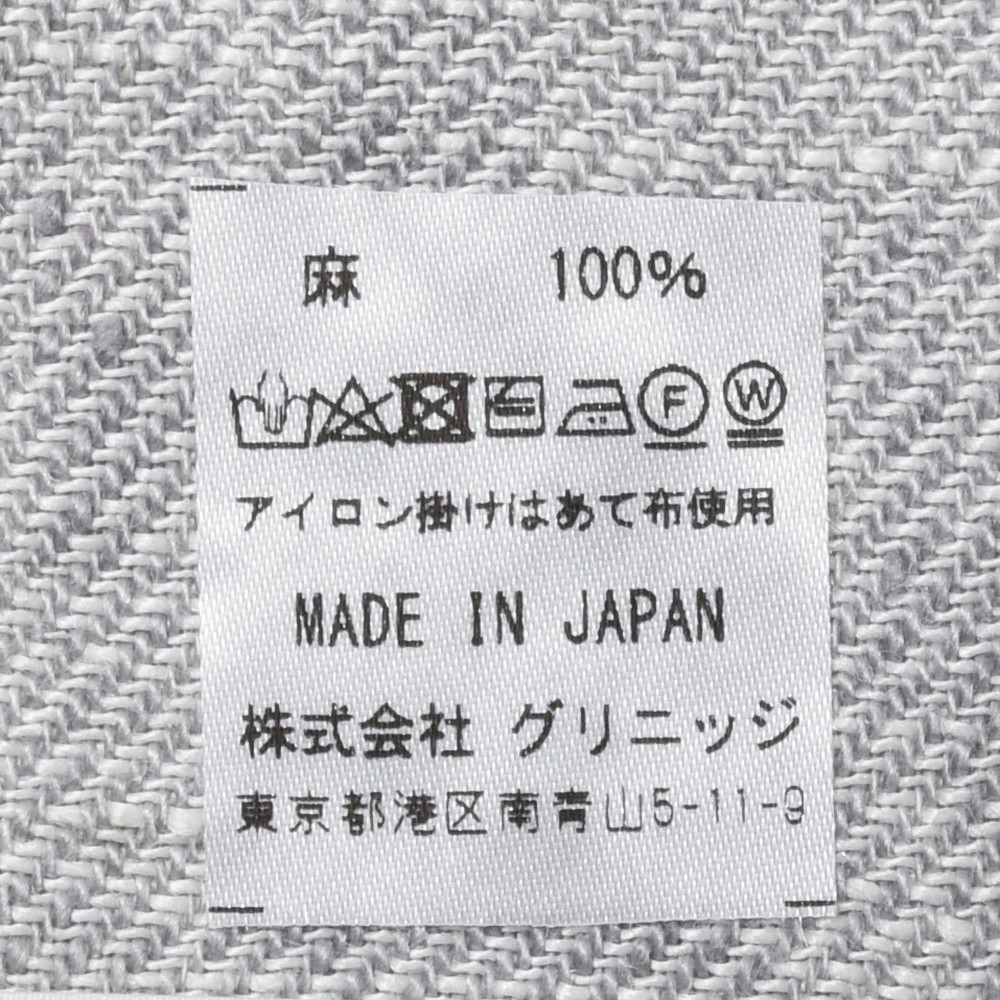 麻 100%
F W
アイロン掛けはあて布使用
MADE IN JAPAN
株式会社 グリニッジ
東京都港区南青山5-11-9